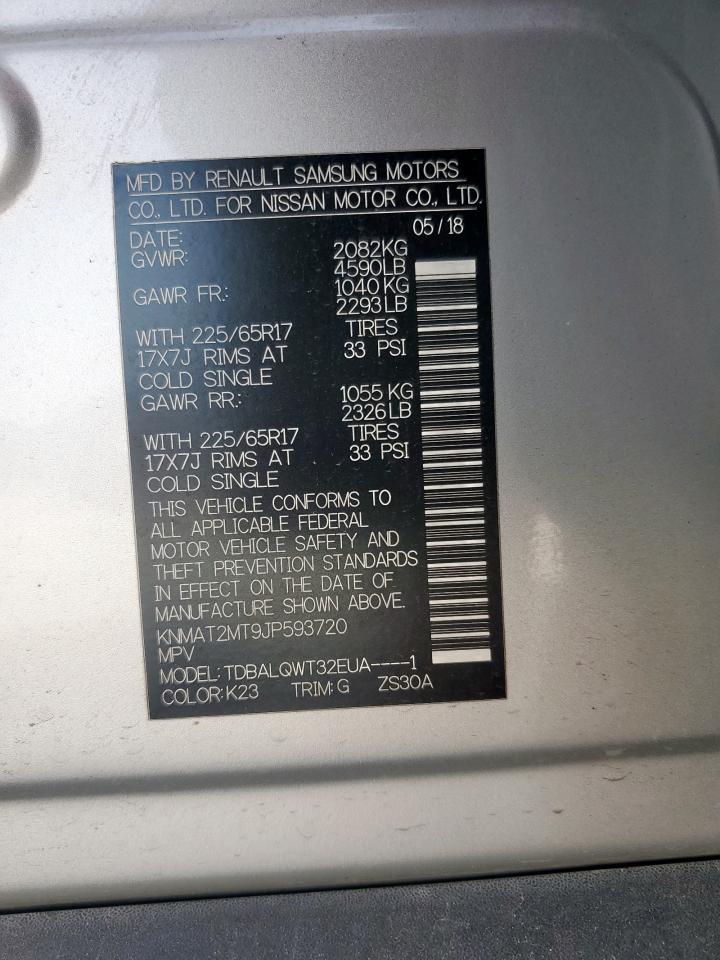 MFD BY RENAULT SAMSUNG MOTORS
CO., LTD. FOR NISSAN MOTOR CO., LTD.
DATE: 05/18
GVWR: 2082KG
4590LB
GAWR FR.: 1040KG
2293LB
WITH 225/65R17 TIRES
17X7J RIMS AT 33 PSI
COLD SINGLE
GAWR RR.: 1055KG
2326LB
WITH 225/65R17 TIRES
17X7J RIMS AT 33 PSI
COLD SINGLE
THIS VEHICLE CONFORMS TO
ALL APPLICABLE FEDERAL
MOTOR VEHICLE SAFETY AND
THEFT PREVENTION STANDARDS
IN EFFECT ON THE DATE OF
MANUFACTURE SHOWN ABOVE.
KNMAT2MT9JP593720
MPV
MODEL: TDBALQWT32EUA----1
COLOR: K23 TRIM: G ZS30A